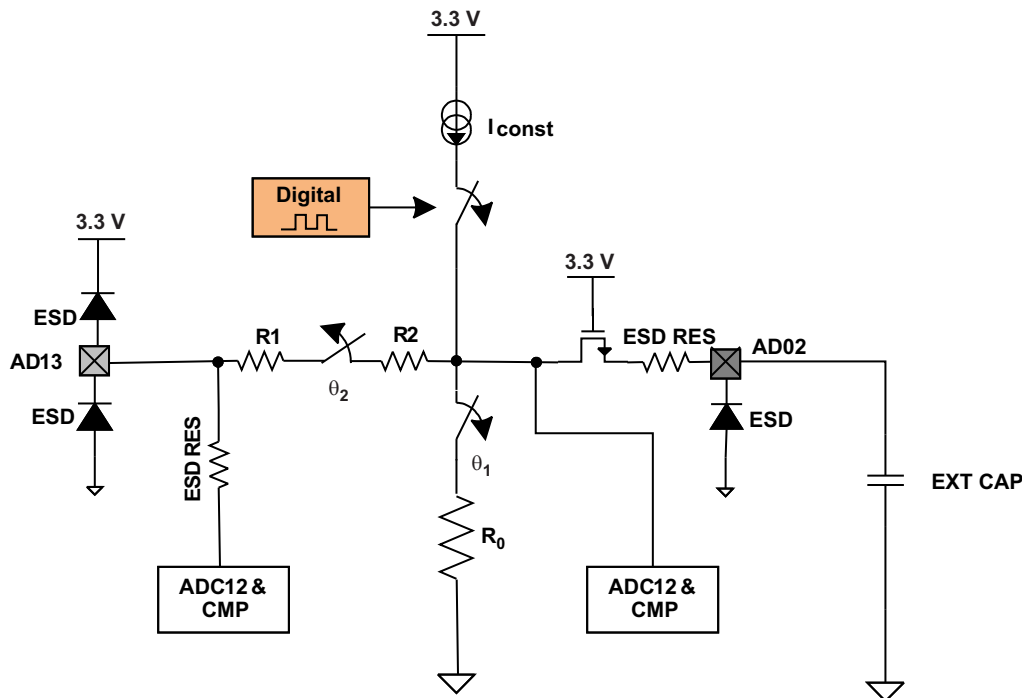 3.3 V
I const
Digital
3.3 V
3.3 V
ESD
R1
R2
ESD RES
AD02
AD13
θ2
ESD
ESD
ESD RES
θ1
EXT CAP
R0
ADC12 &
CMP
ADC12 &
CMP